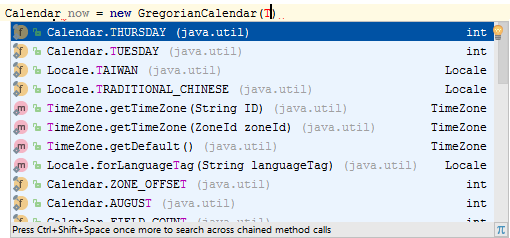 Calendar now = new GregorianCalendar(T)
Calendar.THURSDAY (java.util) int
Calendar.TUESDAY (java.util) int
Locale.TAIWAN (java.util) Locale
Locale.TRADITIONAL_CHINESE (java.util) Locale
TimeZone.getTimeZone(String ID) (java.util) TimeZone
TimeZone.getTimeZone(ZoneId zoneId) (java.util) TimeZone
TimeZone.getDefault() (java.util) TimeZone
Locale.forLanguageTag(String languageTag) (java.util) Locale
Calendar.ZONE_OFFSET (java.util) int
Calendar.AUGUST (java.util) int
Calendar.FIELD_COUNT (java.util) int
Press Ctrl+Shift+Space once more to search across chained method calls π